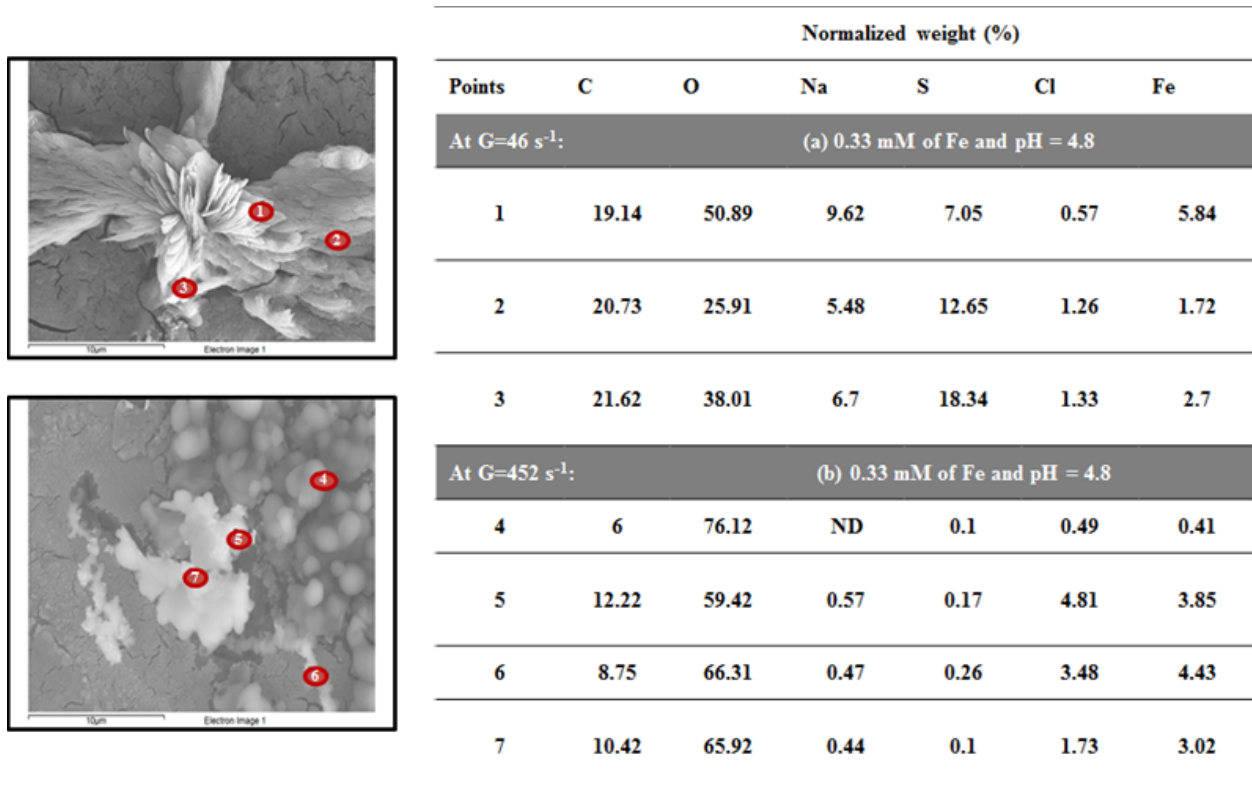 1
2
3
10μm Electron Image 1
4
5
7
6
10μm Electron Image 1
Normalized weight (%)
Points C O Na S Cl Fe
At G=46 s-1: (a) 0.33 mM of Fe and pH = 4.8
1 19.14 50.89 9.62 7.05 0.57 5.84
2 20.73 25.91 5.48 12.65 1.26 1.72
3 21.62 38.01 6.7 18.34 1.33 2.7
At G=452 s-1: (b) 0.33 mM of Fe and pH = 4.8
4 6 76.12 ND 0.1 0.49 0.41
5 12.22 59.42 0.57 0.17 4.81 3.85
6 8.75 66.31 0.47 0.26 3.48 4.43
7 10.42 65.92 0.44 0.1 1.73 3.02